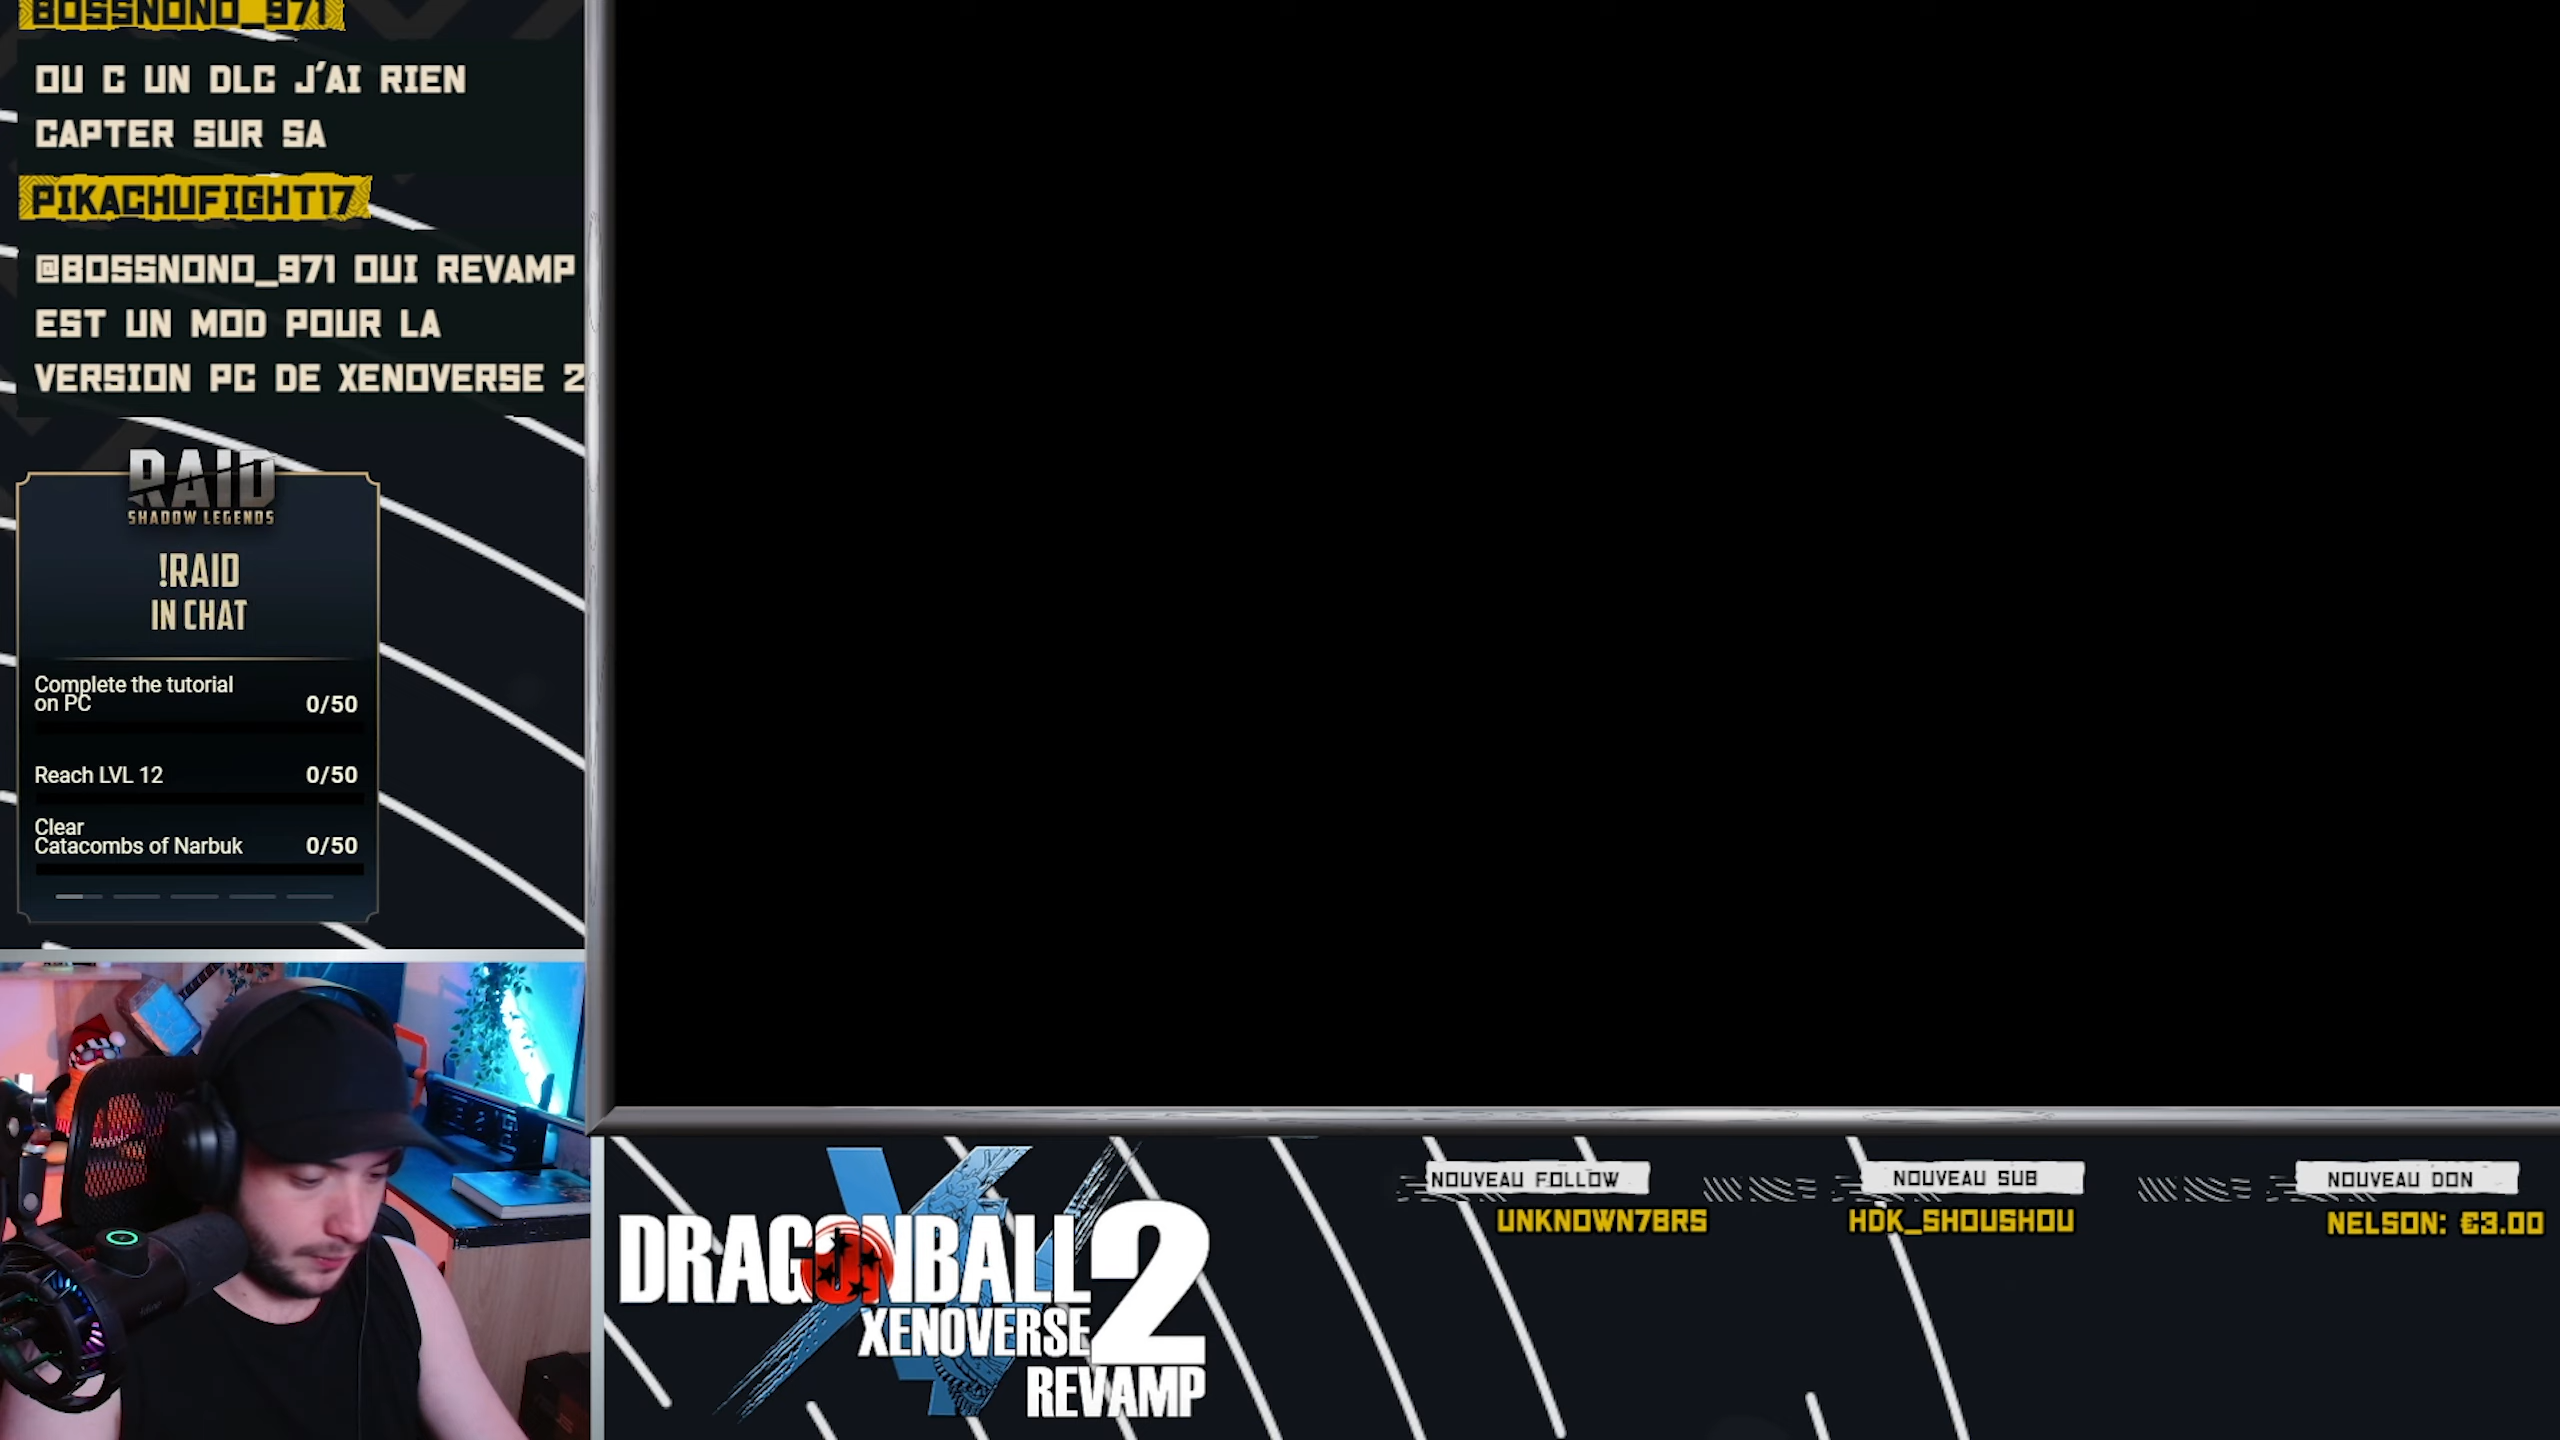 BOSSNONO_971
OU C UN DLC J'AI RIEN
CAPTER SUR SA
PIKACHUFIGHT17
@BOSSNONO_971 OUI REVAMP
EST UN MOD POUR LA
VERSION PC DE XENOVERSE 2
RAID
SHADOW LEGENDS
!RAID
IN CHAT
Complete the tutorial
on PC
0/50
Reach LVL 12
0/50
Clear
Catacombs of Narbuk
0/50
DRAGONBALL
XENOVERSE 2
REVAMP
NOUVEAU FOLLOW
UNKNOWN78RS
NOUVEAU SUB
HDK_SHOUSHOU
NOUVEAU DON
NELSON: €3.00